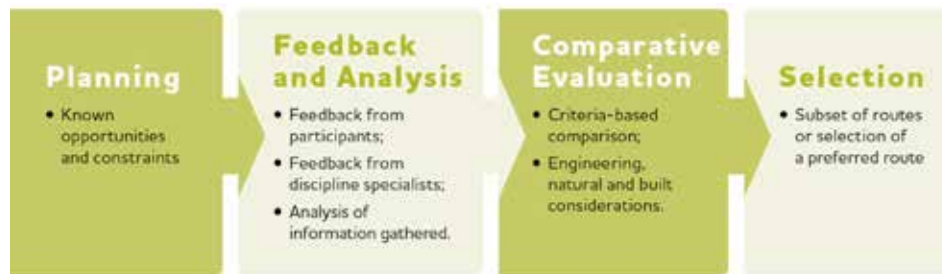 Planning
• Known
opportunities
and constraints
Feedback
and Analysis
• Feedback from
participants;
• Feedback from
discipline specialists;
• Analysis of
information gathered.
Comparative
Evaluation
• Criteria-based
comparison;
• Engineering,
natural and built
considerations.
Selection
• Subset of routes
or selection of
a preferred route